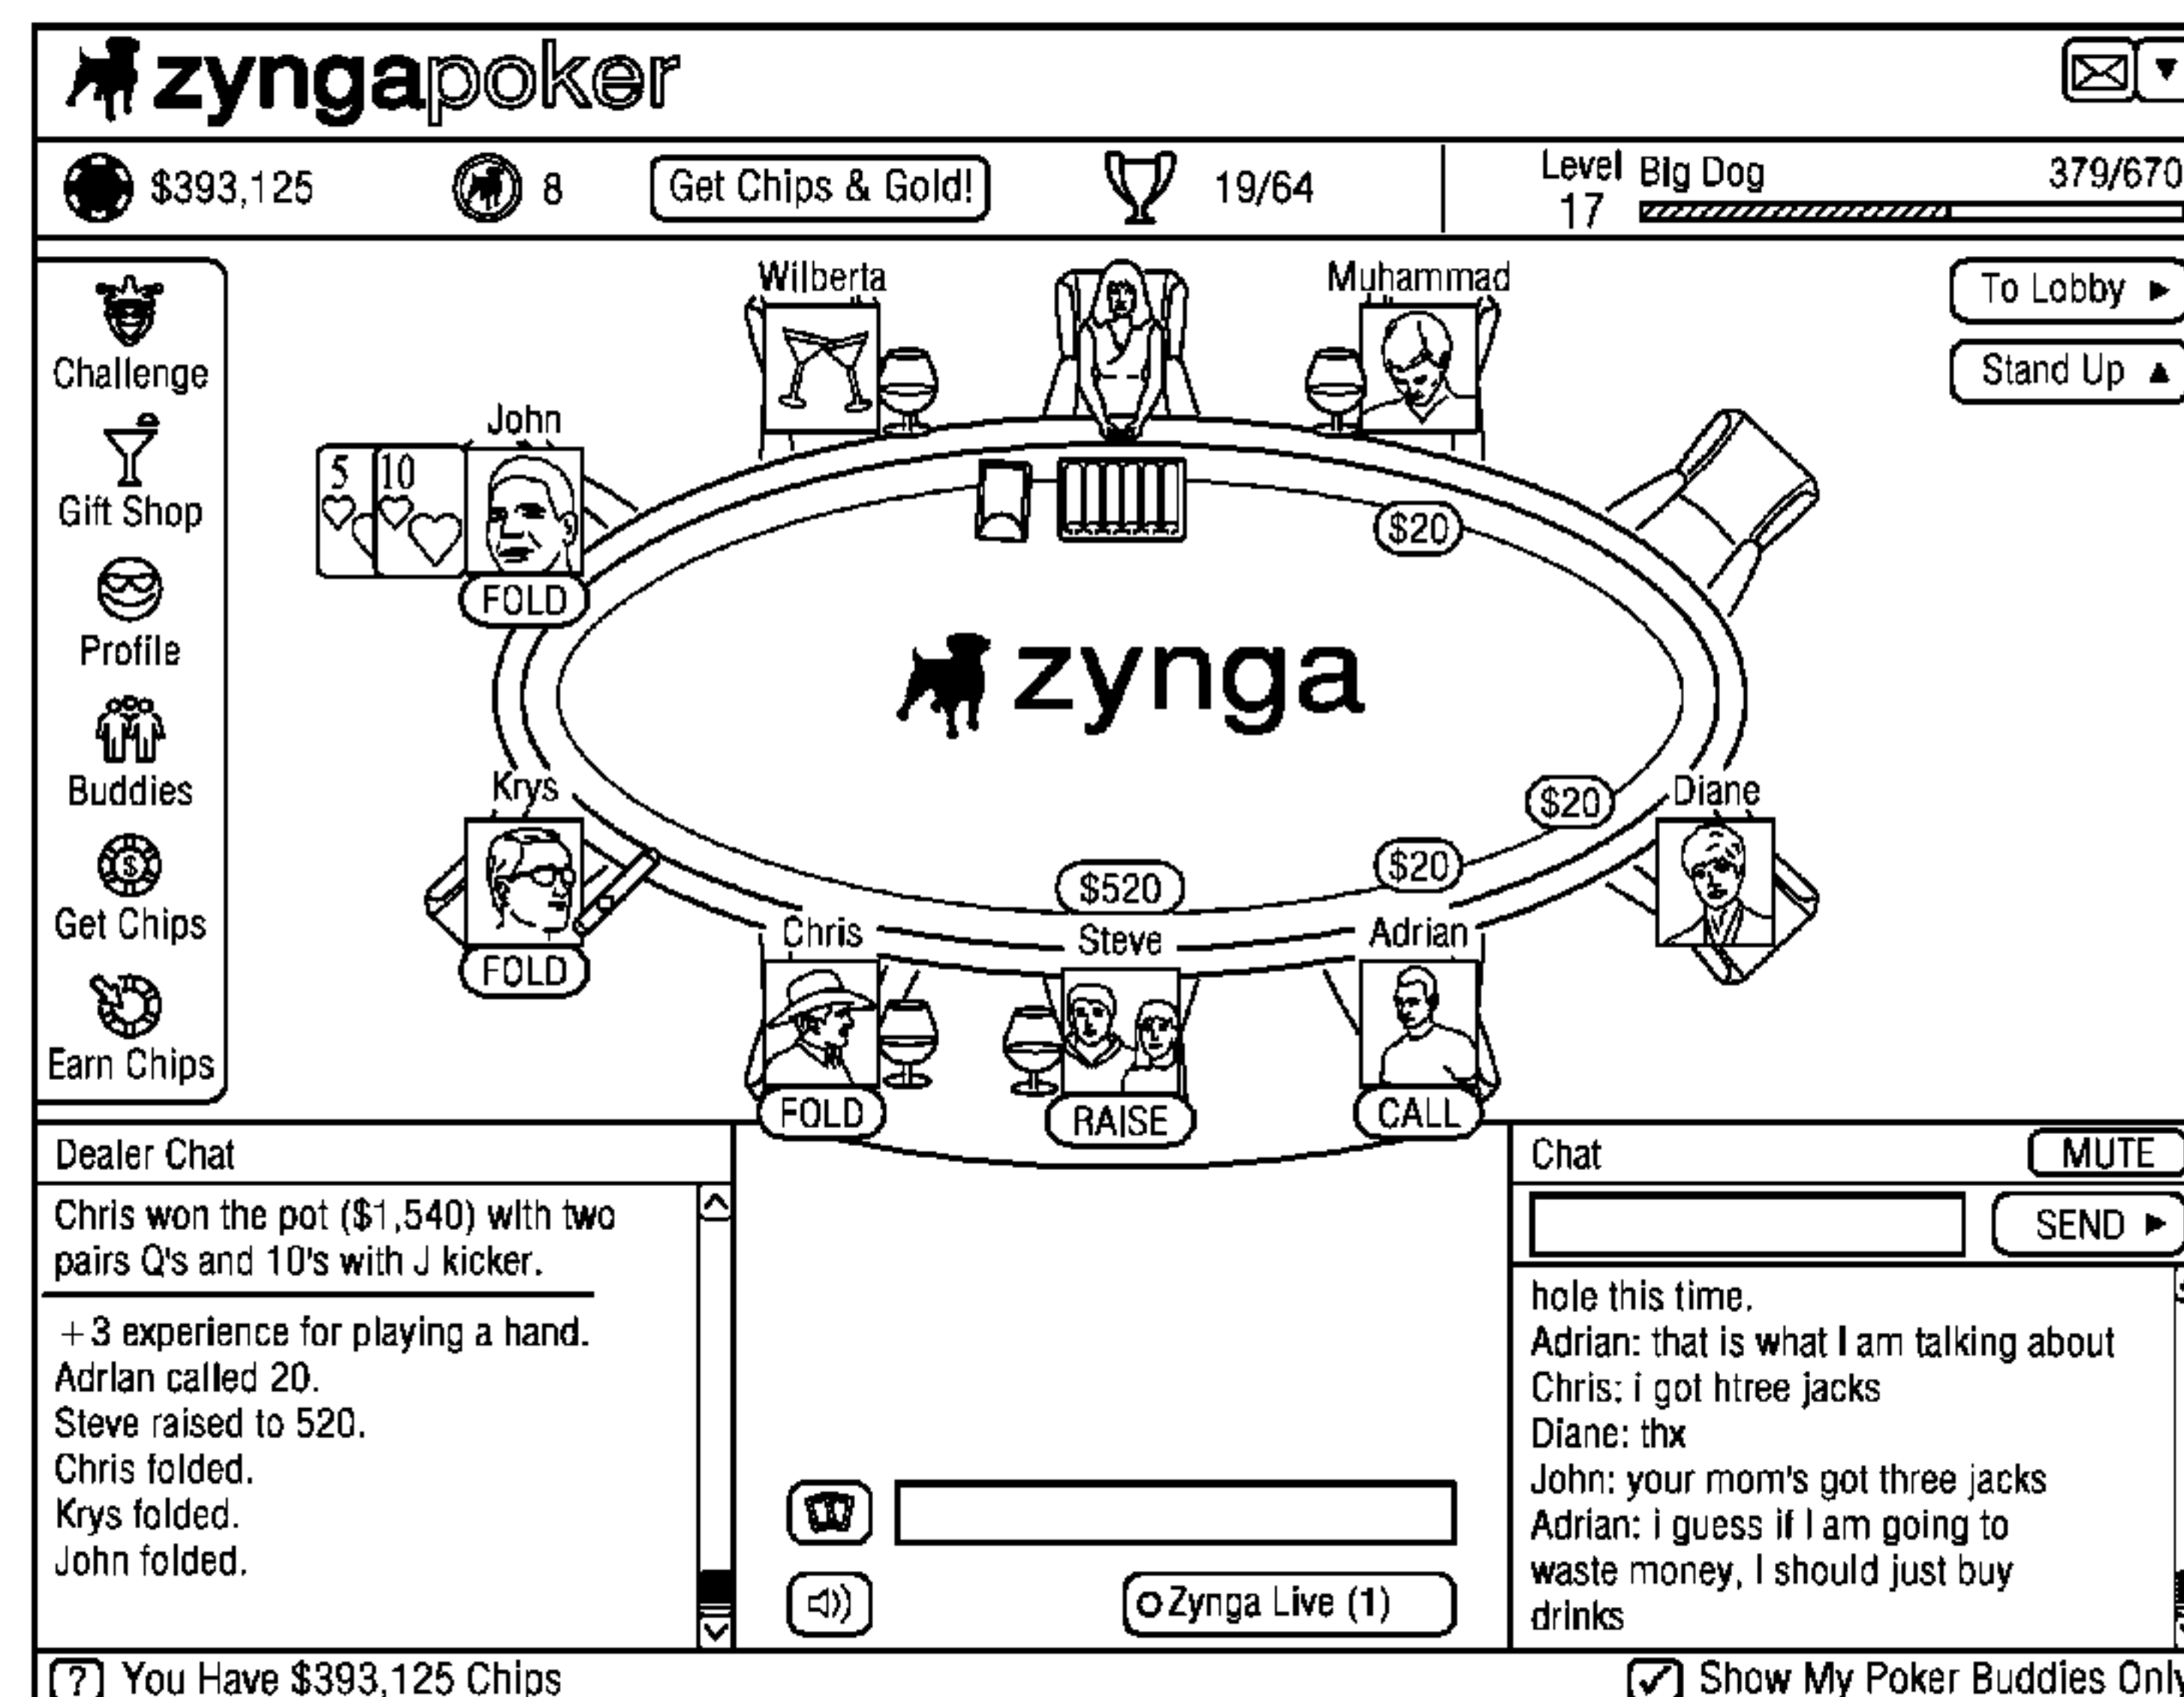 zyngapoker
$393,125
8
Get Chips & Gold!
19/64
Level 17
Big Dog
379/670
Challenge
Gift Shop
Profile
Buddies
Get Chips
Earn Chips
Wilberta
Muhammad
To Lobby
Stand Up
John
5
10
FOLD
$20
zynga
Krys
FOLD
$20
Diane
$520
$20
Chris
Steve
Adrian
FOLD
RAISE
CALL
Dealer Chat
Chris won the pot ($1,540) with two
pairs Q's and 10's with J kicker.
+3 experience for playing a hand.
Adrian called 20.
Steve raised to 520.
Chris folded.
Krys folded.
John folded.
Zynga Live (1)
Chat
MUTE
SEND
hole this time.
Adrian: that is what I am talking about
Chris: i got htree jacks
Diane: thx
John: your mom's got three jacks
Adrian: i guess if I am going to
waste money, I should just buy
drinks
? You Have $393,125 Chips
Show My Poker Buddies Only